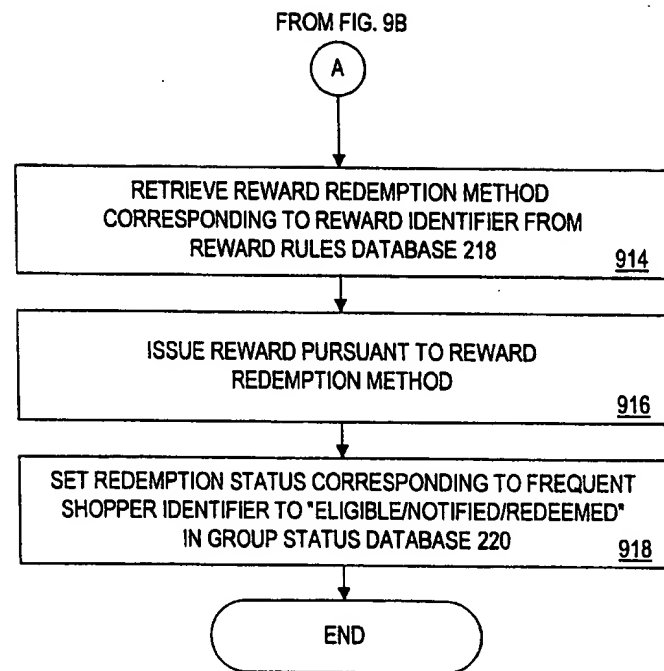 FROM FIG. 9B
A
RETRIEVE REWARD REDEMPTION METHOD
CORRESPONDING TO REWARD IDENTIFIER FROM
REWARD RULES DATABASE 218
914
ISSUE REWARD PURSUANT TO REWARD
REDEMPTION METHOD
916
SET REDEMPTION STATUS CORRESPONDING TO FREQUENT
SHOPPER IDENTIFIER TO "ELIGIBLE/NOTIFIED/REDEEMED"
IN GROUP STATUS DATABASE 220
918
END